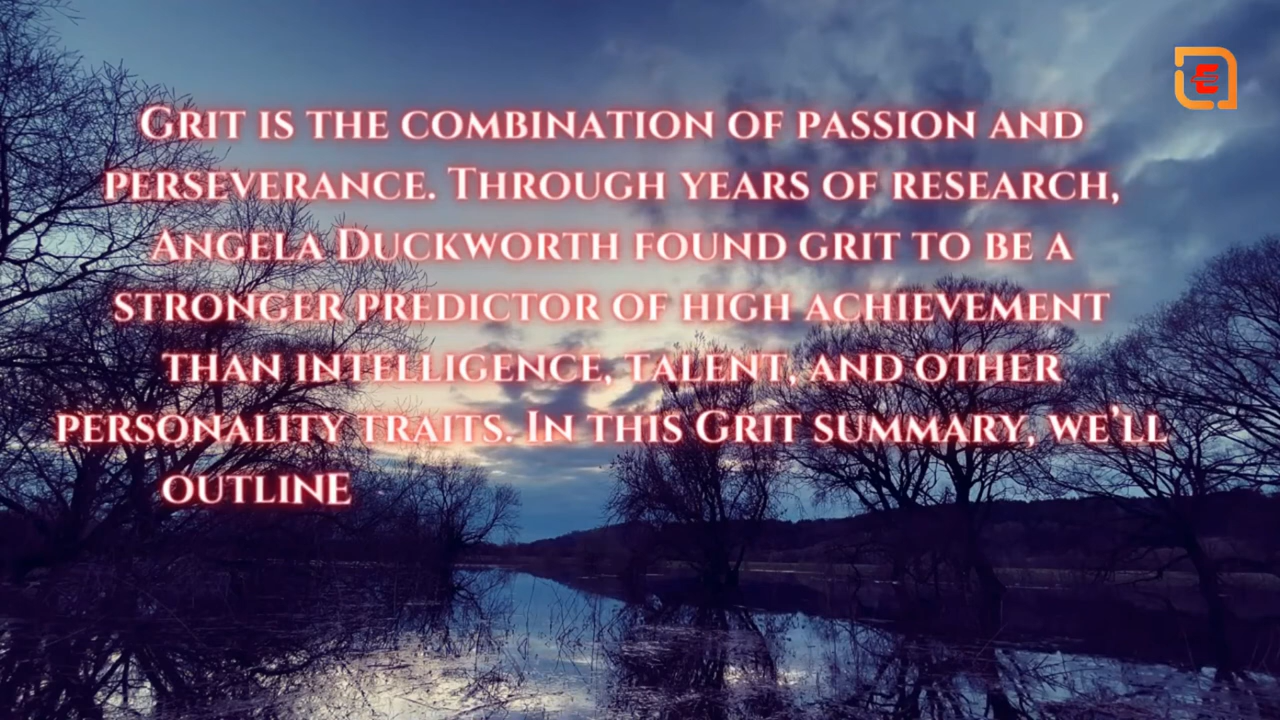 Grit is the combination of passion and
perseverance. Through years of research,
Angela Duckworth found grit to be a
stronger predictor of high achievement
than intelligence, talent, and other
personality traits. In this Grit summary, we'll
outline
E